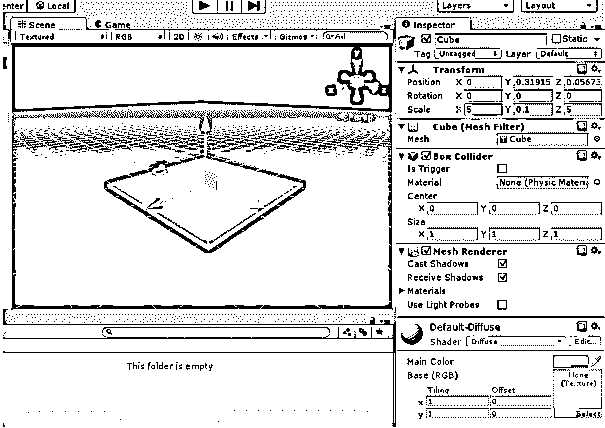 enter Local Layers Layout
Scene Game
Textured RGB 2D Effects Gizmos All
This folder is empty
Inspector
Cube Static
Tag Untagged Layer Default
Transform
Position X 0 Y 0.31915 Z 0.05673
Rotation X 0 Y 0 Z 0
Scale X 5 Y 0.1 Z 5
Cube (Mesh Filter)
Mesh Cube
Box Collider
Is Trigger
Material None (Physic Materi
Center
X 0 Y 0 Z 0
Size
X 1 Y 1 Z 1
Mesh Renderer
Cast Shadows
Receive Shadows
Materials
Use Light Probes
Default-Diffuse
Shader Diffuse Edit...
Main Color
Base (RGB) None
(Texture)
Tiling Offset
x 1 0
y 1 0 Select